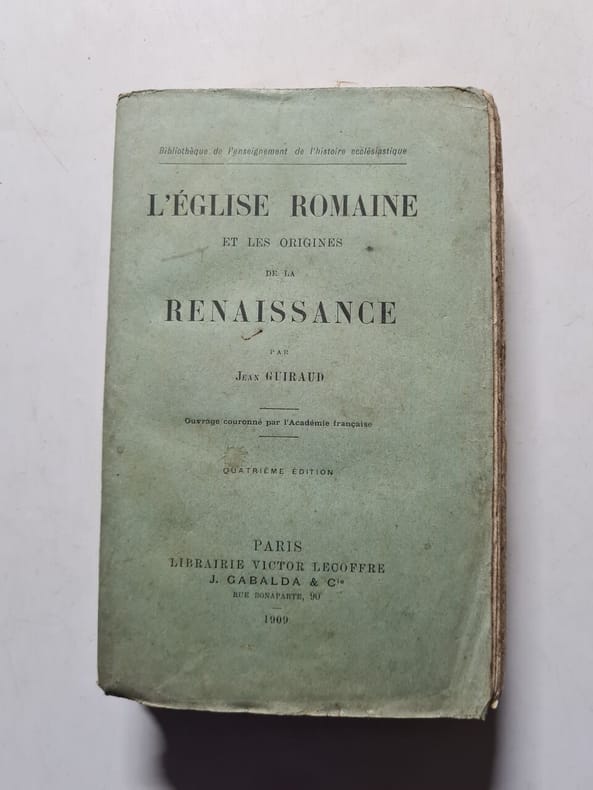 Bibliothèque de l'enseignement de l'histoire ecclésiastique
L'ÉGLISE ROMAINE
ET LES ORIGINES
DE LA
RENAISSANCE
PAR
JEAN GUIRAUD
Ouvrage couronné par l'Académie française
QUATRIÈME ÉDITION
PARIS
LIBRAIRIE VICTOR LECOFFRE
J. GABALDA & Cie
RUE BONAPARTE, 90
1909